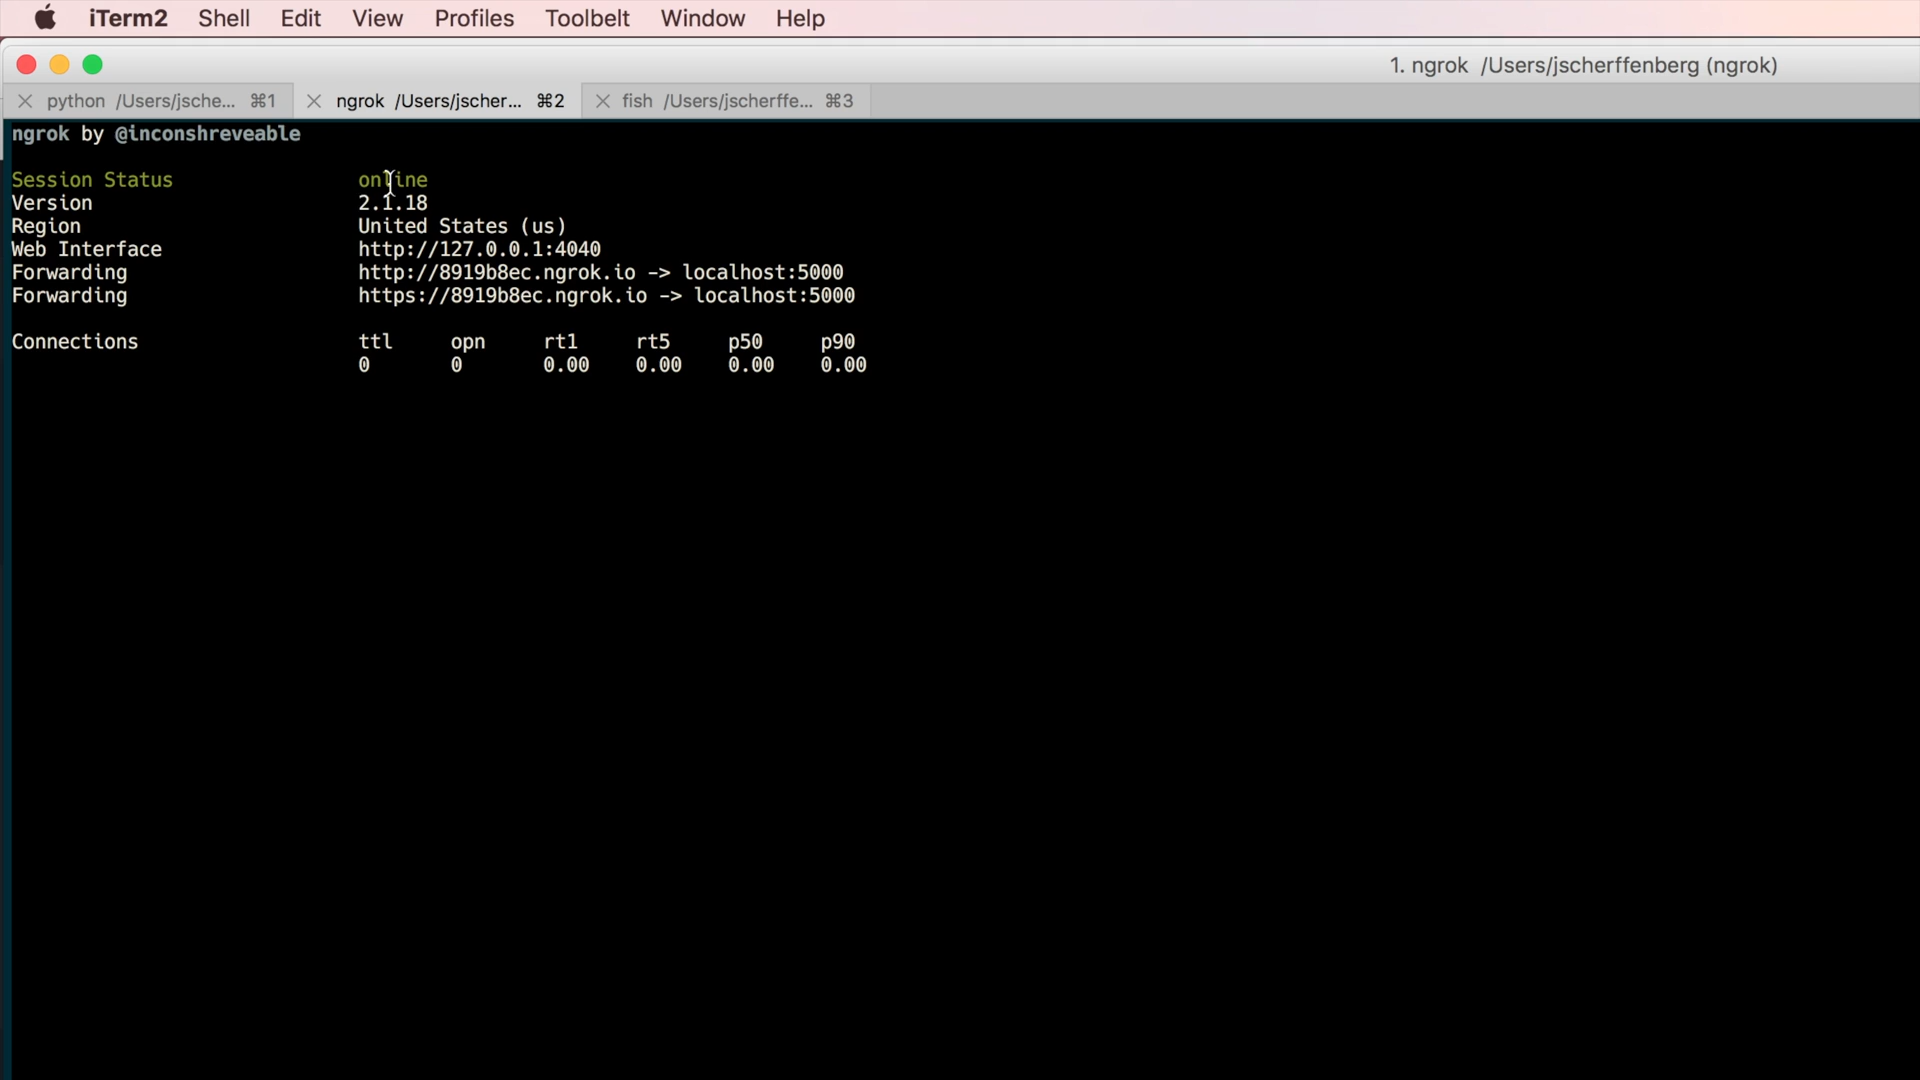 iTerm2 Shell Edit View Profiles Toolbelt Window Help
1. ngrok /Users/jscherffenberg (ngrok)
python /Users/jsche... ⌘1 ngrok /Users/jscher... ⌘2 fish /Users/jscherffe... ⌘3
ngrok by @inconshreveable
Session Status online
Version 2.1.18
Region United States (us)
Web Interface http://127.0.0.1:4040
Forwarding http://8919b8ec.ngrok.io -> localhost:5000
Forwarding https://8919b8ec.ngrok.io -> localhost:5000
Connections ttl opn rt1 rt5 p50 p90
0 0 0.00 0.00 0.00 0.00